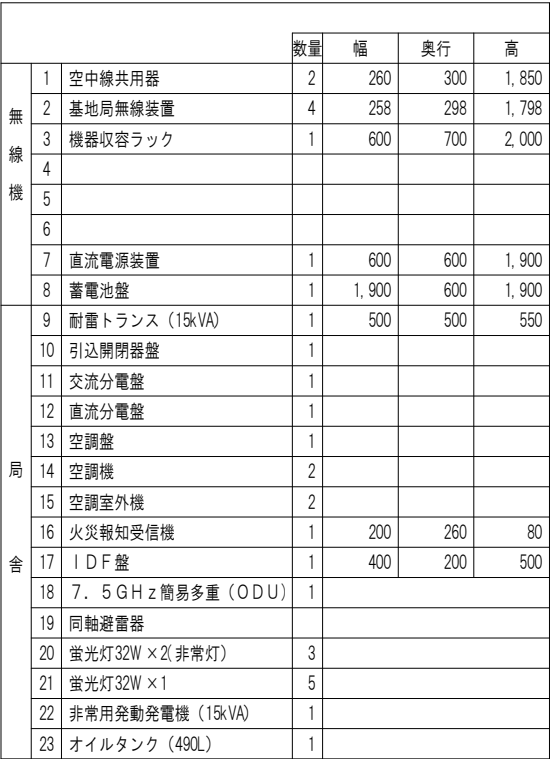 数量 幅 奥行 高
無線機
1 空中線共用器 2 260 300 1,850
2 基地局無線装置 4 258 298 1,798
3 機器収容ラック 1 600 700 2,000
4
5
6
7 直流電源装置 1 600 600 1,900
8 蓄電池盤 1 1,900 600 1,900
局舎
9 耐雷トランス (15kVA) 1 500 500 550
10 引込開閉器盤 1
11 交流分電盤 1
12 直流分電盤 1
13 空調盤 1
14 空調機 2
15 空調室外機 2
16 火災報知受信機 1 200 260 80
17 IDF盤 1 400 200 500
18 7.5GHz簡易多重(ODU) 1
19 同軸避雷器
20 蛍光灯32W×2(非常灯) 3
21 蛍光灯32W×1 5
22 非常用発動発電機 (15kVA) 1
23 オイルタンク (490L) 1